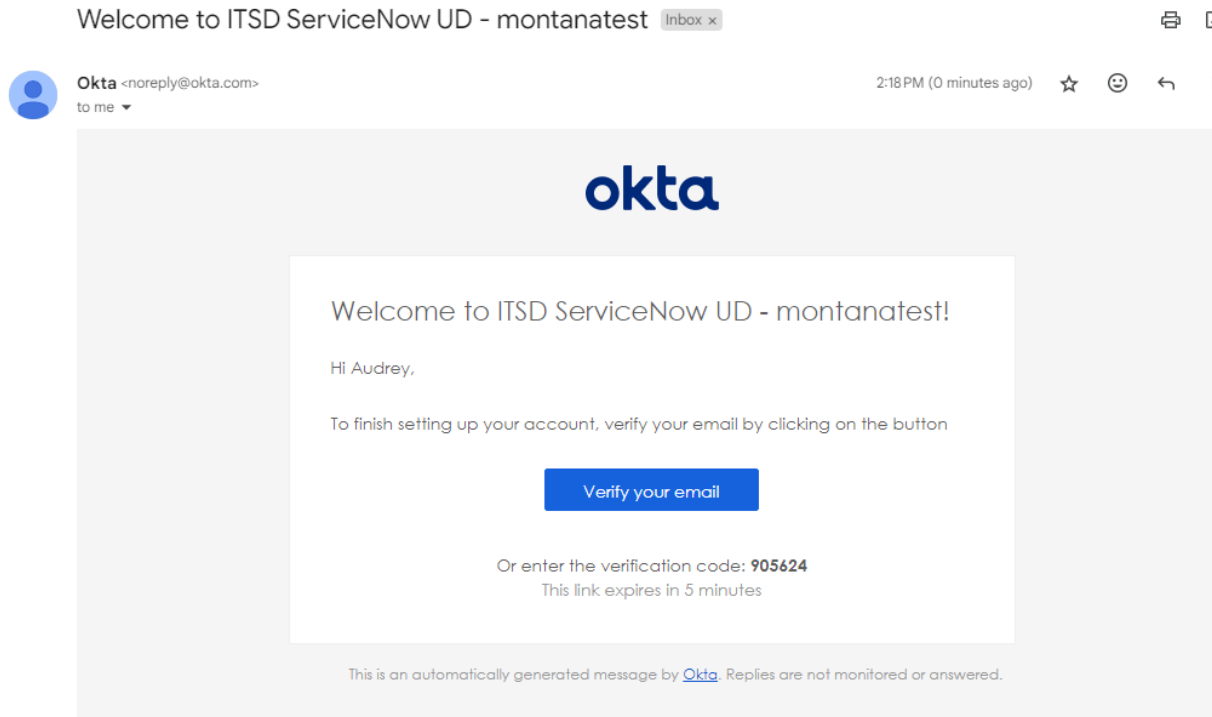 Welcome to ITSD ServiceNow UD - montanatest Inbox ×
Okta <noreply@okta.com> 2:18 PM (0 minutes ago)
to me
okta
Welcome to ITSD ServiceNow UD - montanatest!
Hi Audrey,
To finish setting up your account, verify your email by clicking on the button
Verify your email
Or enter the verification code: 905624
This link expires in 5 minutes
This is an automatically generated message by Okta. Replies are not monitored or answered.